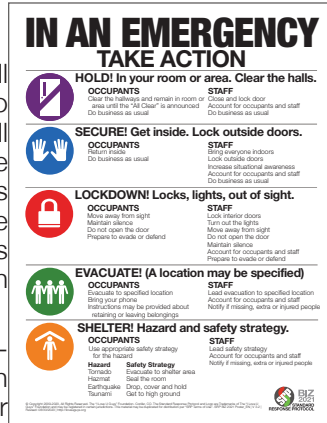 IN AN EMERGENCY
TAKE ACTION
HOLD! In your room or area. Clear the halls.
OCCUPANTS
Clear the hallways and remain in room or
area until the "All Clear" is announced
Do business as usual
STAFF
Close and lock door
Account for occupants and staff
Do business as usual
SECURE! Get inside. Lock outside doors.
OCCUPANTS
Return inside
Do business as usual
STAFF
Bring everyone indoors
Lock outside doors
Increase situational awareness
Account for occupants and staff
Do business as usual
LOCKDOWN! Locks, lights, out of sight.
OCCUPANTS
Move away from sight
Maintain silence
Do not open the door
Prepare to evade or defend
STAFF
Lock interior doors
Turn out the lights
Move away from sight
Do not open the door
Maintain silence
Account for occupants and staff
Prepare to evade or defend
EVACUATE! (A location may be specified)
OCCUPANTS
Evacuate to specified location
Bring your phone
Instructions may be provided about
retaining or leaving belongings
STAFF
Lead evacuation to specified location
Account for occupants and staff
Notify if missing, extra or injured people
SHELTER! Hazard and safety strategy.
OCCUPANTS
Use appropriate safety strategy
for the hazard
Hazard Safety Strategy
Tornado Evacuate to shelter area
Hazmat Seal the room
Earthquake Drop, cover and hold
Tsunami Get to high ground
STAFF
Lead safety strategy
Account for occupants and staff
Notify if missing, extra or injured people
BIZ
2021
STANDARD
RESPONSE PROTOCOL